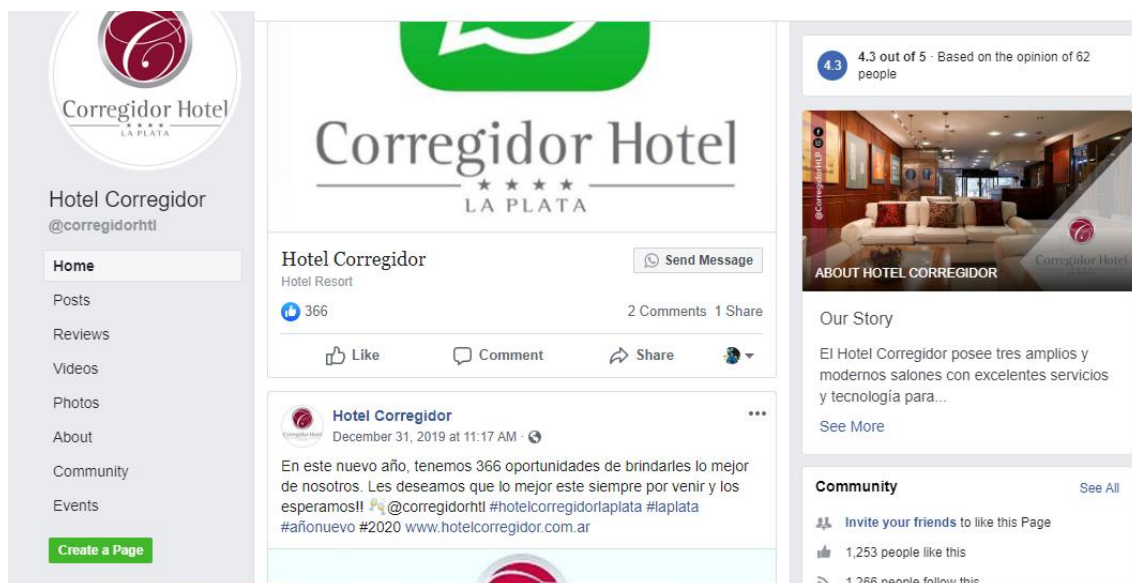 Corregidor Hotel
LA PLATA
Hotel Corregidor
@corregidorhtl
Home
Posts
Reviews
Videos
Photos
About
Community
Events
Create a Page
Corregidor Hotel
LA PLATA
Hotel Corregidor
Send Message
Hotel Resort
366
2 Comments 1 Share
Like
Comment
Share
Hotel Corregidor
December 31, 2019 at 11:17 AM ·
En este nuevo año, tenemos 366 oportunidades de brindarles lo mejor
de nosotros. Les deseamos que lo mejor este siempre por venir y los
esperamos!! 🥂@corregidorhtl #hotelcorregidorlaplata #laplata
#añonuevo #2020 www.hotelcorregidor.com.ar
4.3
4.3 out of 5 · Based on the opinion of 62
people
@CorregidorHLP
Corregidor Hotel
ABOUT HOTEL CORREGIDOR
Our Story
El Hotel Corregidor posee tres amplios y
modernos salones con excelentes servicios
y tecnología para...
See More
Community
See All
Invite your friends to like this Page
1,253 people like this
1,266 people follow this